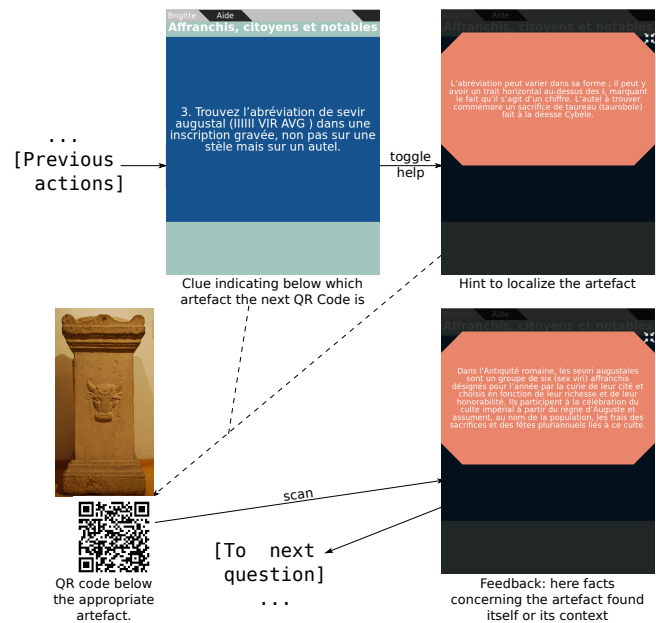 Brigitte Aide
Affranchis, citoyens et notables
3. Trouvez l'abréviation de sevir
augustal (IIIIII VIR AVG ) dans une
inscription gravée, non pas sur une
stèle mais sur un autel.
...
[Previous
actions]
toggle
help
L'abréviation peut varier dans sa forme ; il peut y
avoir un trait horizontal au-dessus des I, marquant
le fait qu'il s'agit d'un chiffre. L'autel à trouver
commémore un sacrifice de taureau (taurobole)
fait à la déesse Cybèle.
Clue indicating below which
artefact the next QR Code is
Hint to localize the artefact
Brigitte Aide
Affranchis, citoyens et notables
Dans l'Antiquité romaine, les seviri augustales
sont un groupe de six (sex viri) affranchis
désignés pour l'année par la curie de leur cité et
choisis en fonction de leur richesse et de leur
honorabilité. Ils participent à la célébration du
culte impérial à partir du règne d'Auguste et
assument, au nom de la population, les frais des
sacrifices et des fêtes pluriannuels liés à ce culte.
scan
[To next
question]
...
QR code below
the appropriate
artefact.
Feedback: here facts
concerning the artefact found
itself or its context